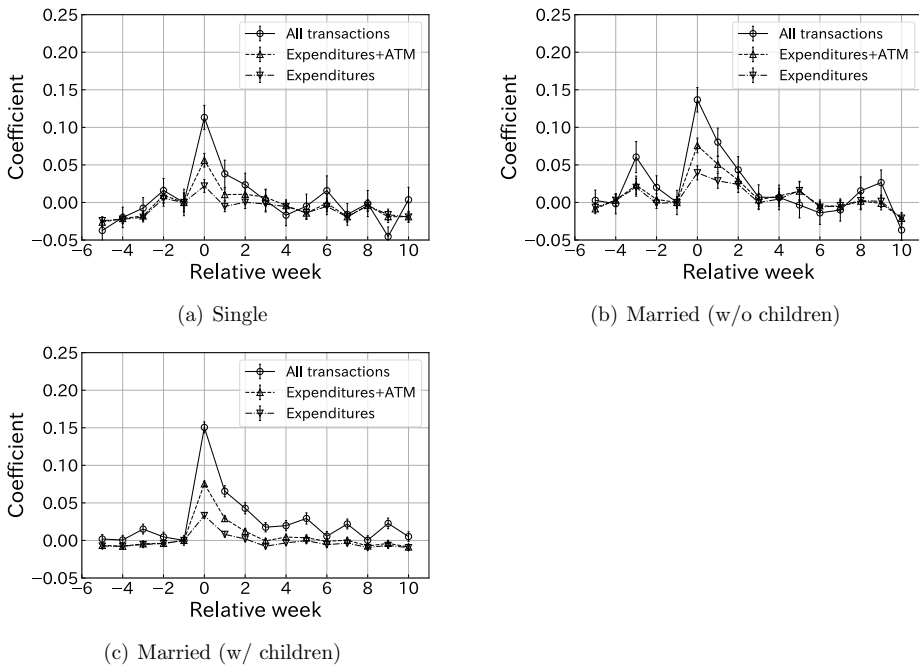 0.25
0.20
0.15
0.10
0.05
0.00
−0.05
Coefficient
All transactions
Expenditures+ATM
Expenditures
−6 −4 −2 0 2 4 6 8 10
Relative week
(a) Single
0.25
0.20
0.15
0.10
0.05
0.00
−0.05
Coefficient
All transactions
Expenditures+ATM
Expenditures
−6 −4 −2 0 2 4 6 8 10
Relative week
(b) Married (w/o children)
0.25
0.20
0.15
0.10
0.05
0.00
−0.05
Coefficient
All transactions
Expenditures+ATM
Expenditures
−6 −4 −2 0 2 4 6 8 10
Relative week
(c) Married (w/ children)